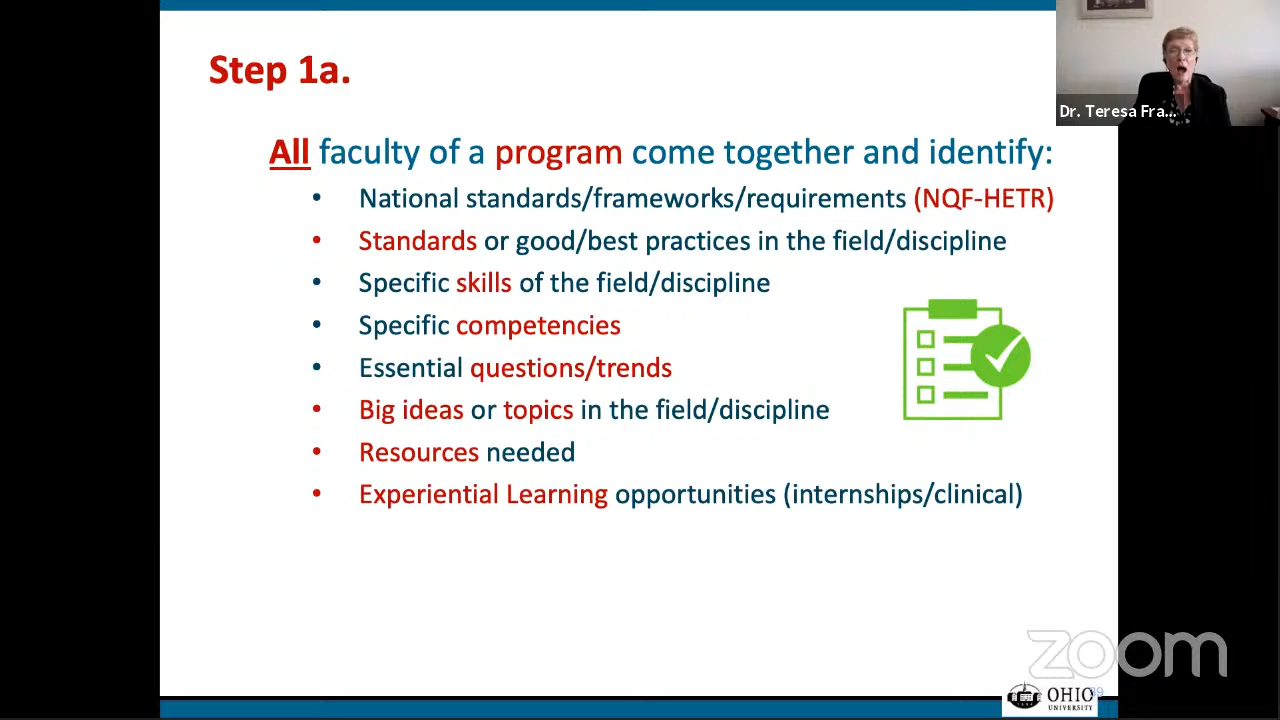 Step 1a.
Dr. Teresa Fra...
All faculty of a program come together and identify:
• National standards/frameworks/requirements (NQF-HETR)
• Standards or good/best practices in the field/discipline
• Specific skills of the field/discipline
• Specific competencies
• Essential questions/trends
• Big ideas or topics in the field/discipline
• Resources needed
• Experiential Learning opportunities (internships/clinical)
zoom
OHIO
UNIVERSITY